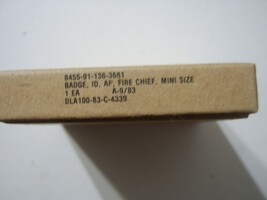 8455-01-136-3661
BADGE, ID, AF, FIRE CHIEF, MINI SIZE
1 EA A-9/83
DLA100-83-C-4339